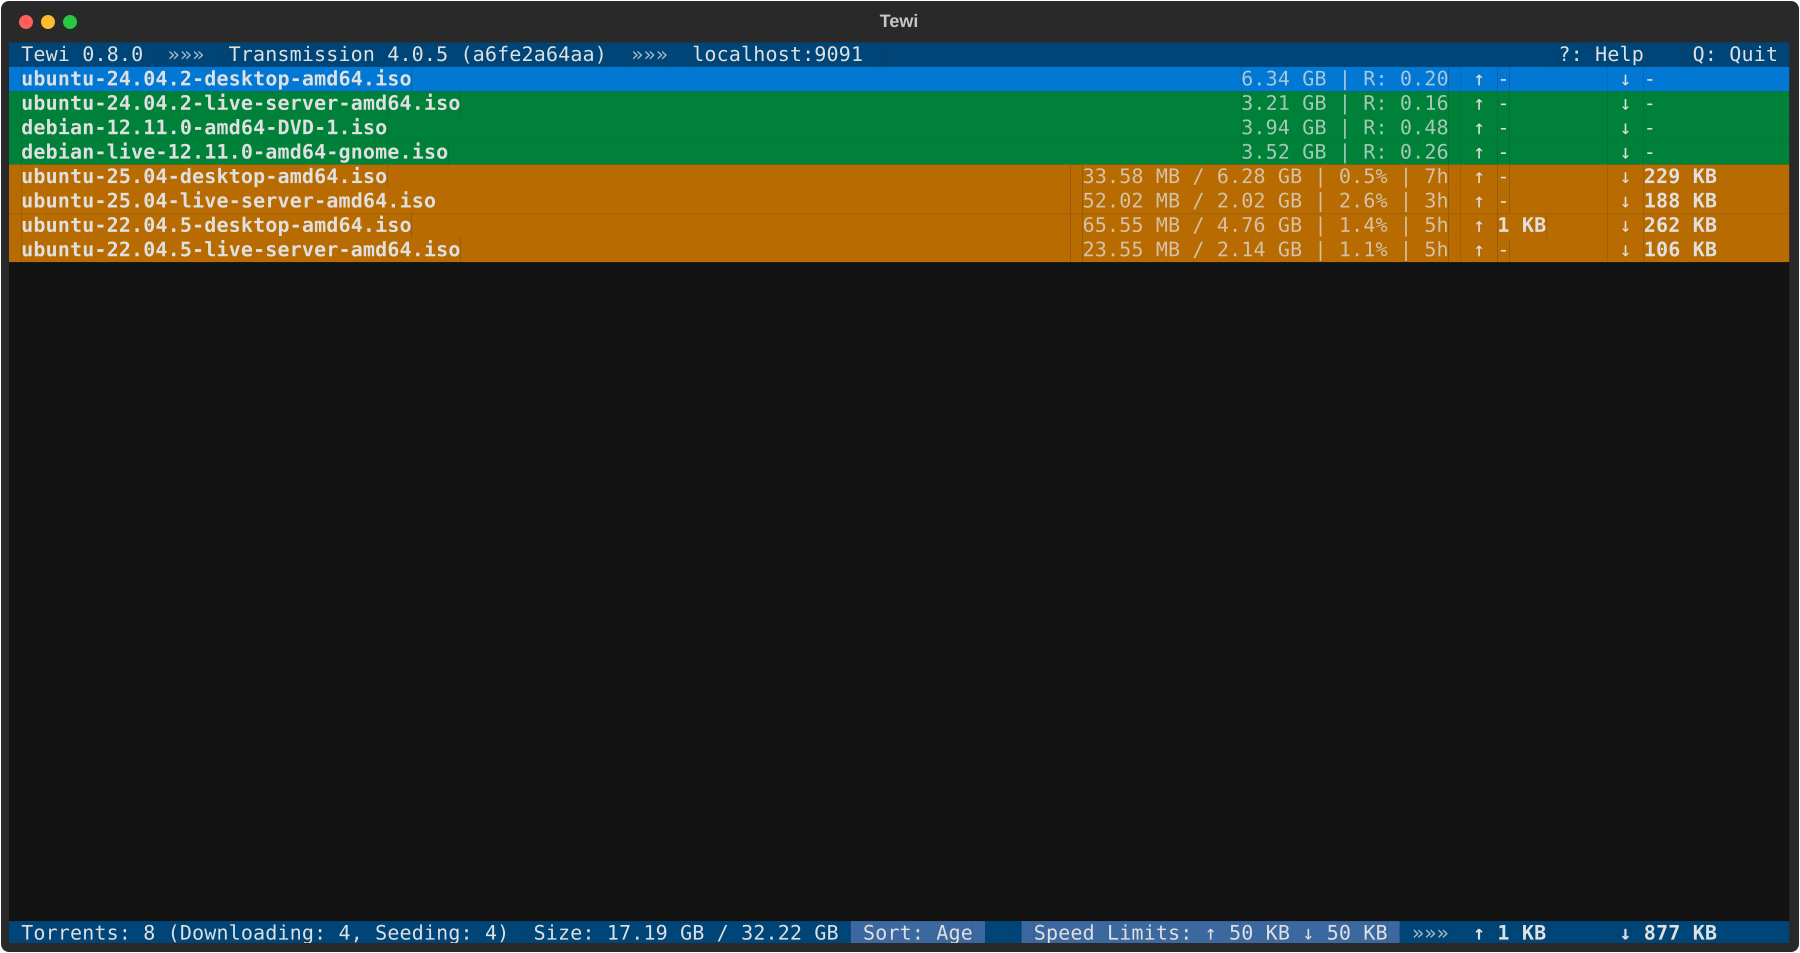 Tewi
Tewi 0.8.0 »»» Transmission 4.0.5 (a6fe2a64aa) »»» localhost:9091 ?: Help Q: Quit
ubuntu-24.04.2-desktop-amd64.iso 6.34 GB | R: 0.20 ↑ - ↓ -
ubuntu-24.04.2-live-server-amd64.iso 3.21 GB | R: 0.16 ↑ - ↓ -
debian-12.11.0-amd64-DVD-1.iso 3.94 GB | R: 0.48 ↑ - ↓ -
debian-live-12.11.0-amd64-gnome.iso 3.52 GB | R: 0.26 ↑ - ↓ -
ubuntu-25.04-desktop-amd64.iso 33.58 MB / 6.28 GB | 0.5% | 7h ↑ - ↓ 229 KB
ubuntu-25.04-live-server-amd64.iso 52.02 MB / 2.02 GB | 2.6% | 3h ↑ - ↓ 188 KB
ubuntu-22.04.5-desktop-amd64.iso 65.55 MB / 4.76 GB | 1.4% | 5h ↑ 1 KB ↓ 262 KB
ubuntu-22.04.5-live-server-amd64.iso 23.55 MB / 2.14 GB | 1.1% | 5h ↑ - ↓ 106 KB
Torrents: 8 (Downloading: 4, Seeding: 4) Size: 17.19 GB / 32.22 GB Sort: Age Speed Limits: ↑ 50 KB ↓ 50 KB »»» ↑ 1 KB ↓ 877 KB